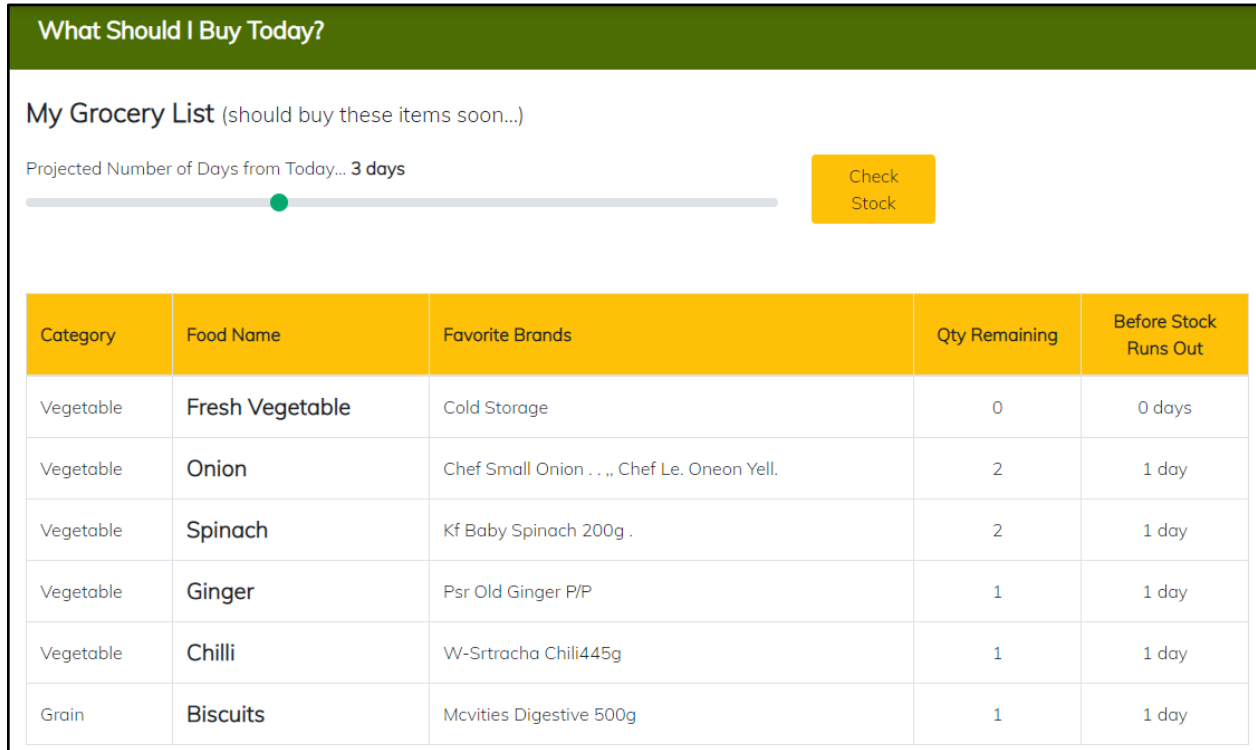 What Should I Buy Today?
My Grocery List (should buy these items soon...)
Projected Number of Days from Today... 3 days
Check
Stock
Category Food Name Favorite Brands Qty Remaining Before Stock
Runs Out
Vegetable Fresh Vegetable Cold Storage 0 0 days
Vegetable Onion Chef Small Onion . . ,, Chef Le. Oneon Yell. 2 1 day
Vegetable Spinach Kf Baby Spinach 200g . 2 1 day
Vegetable Ginger Psr Old Ginger P/P 1 1 day
Vegetable Chilli W-Srtracha Chili445g 1 1 day
Grain Biscuits Mcvities Digestive 500g 1 1 day